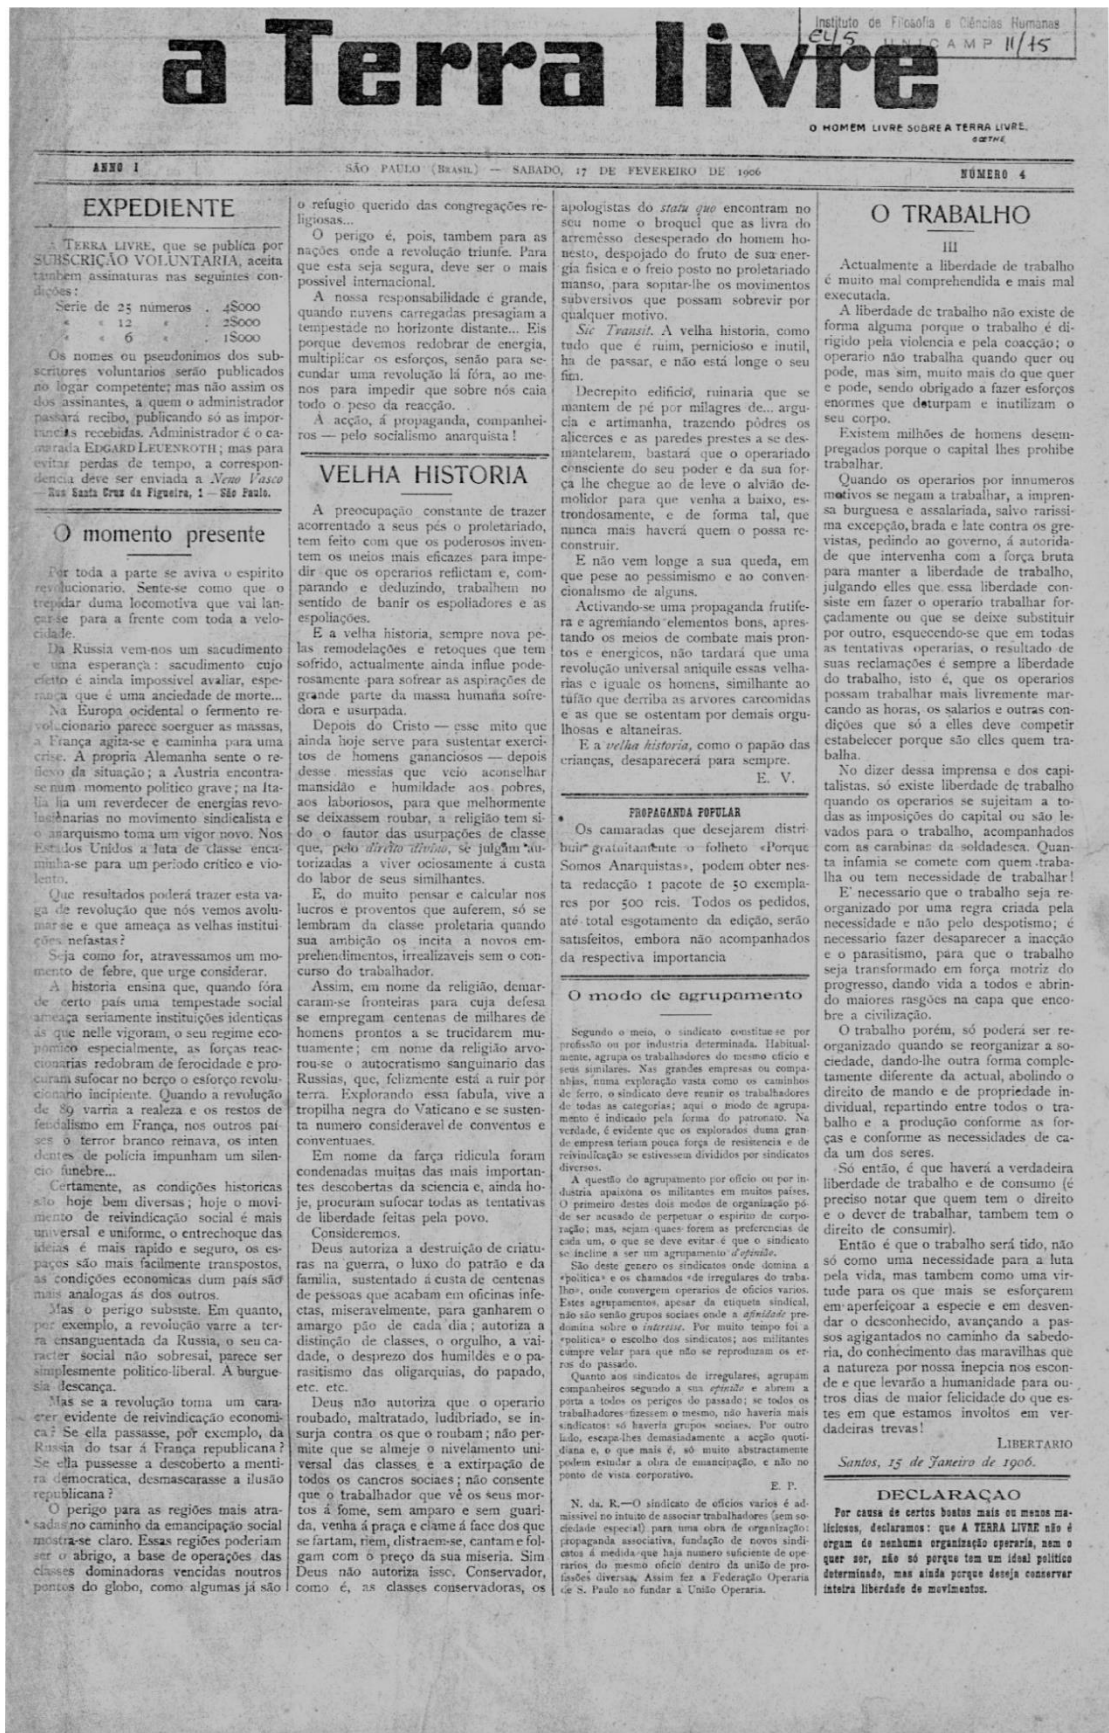 Instituto de Filosofia e Ciências Humanas
UNICAMP 11/15
a Terra livre
O HOMEM LIVRE SOBRE A TERRA LIVRE.
GŒTHE
ANNO I
SÃO PAULO (BRASIL) — SABADO, 17 DE FEVEREIRO DE 1906
NÚMERO 4
EXPEDIENTE
A TERRA LIVRE, que se publica por
SUBSCRIÇÃO VOLUNTARIA, aceita
tambem assinaturas nas seguintes con-
dições:
Serie de 25 números . 4$000
« « 12 « . 2$000
« « 6 « . 1$000
Os nomes ou pseudonimos dos sub-
scritores voluntarios serão publicados
no logar competente; mas não assim os
dos assinantes, a quem o administrador
passará recibo, publicando só as impor-
tancias recebidas. Administrador é o ca-
marada EDGARD LEUENROTH; mas para
evitar perdas de tempo, a correspon-
dencia deve ser enviada a Neno Vasco
— Rua Santa Cruz da Figueira, 1 — São Paulo.
O momento presente
Por toda a parte se aviva o espirito
revolucionario. Sente-se como que o
trepidar duma locomotiva que vai lan-
çar-se para a frente com toda a velo-
cidade.
Da Russia vem-nos um sacudimento
e uma esperança: sacudimento cujo
efeito é ainda impossivel avaliar, espe-
rança que é uma anciedade de morte...
Na Europa ocidental o fermento re-
volucionario parece soerguer as massas,
a França agita-se e caminha para uma
crise. A propria Alemanha sente o re-
levo da situação; a Austria encontra-
se num momento politico grave; na Ita-
lia ha um reverdecer de energias revo-
lucionarias no movimento sindicalista e
o anarquismo toma um vigor novo. Nos
Estados Unidos a luta de classe enca-
minha-se para um periodo critico e vio-
lento.
Que resultados poderá trazer esta va-
ga de revolução que nós vemos avolu-
mar-se e que ameaça as velhas institui-
ções nefastas?
Seja como for, atravessamos um mo-
mento de febre, que urge considerar.
A historia ensina que, quando fóra
de certo país uma tempestade social
ameaça seriamente instituições identicas
ás que nelle vigoram, o seu regime eco-
nomico especialmente, as forças reac-
cionarias redobram de ferocidade e pro-
curam sufocar no berço o esforço revolu-
cionario incipiente. Quando a revolução
de 89 varria a realeza e os restos de
feudalismo em França, nos outros paí-
ses o terror branco reinava, os inten
dentes de polícia impunham um silen-
cio funebre...
Certamente, as condições historicas
são hoje bem diversas; hoje o movi-
mento de reivindicação social é mais
universal e uniforme, o entrechoque das
ideias é mais rapido e seguro, os es-
paços são mais facilmente transpostos,
as condições economicas dum país são
mais analogas ás dos outros.
Mas o perigo subsiste. Em quanto,
por exemplo, a revolução varre a ter-
ra ensanguentada da Russia, o seu ca-
racter social não sobresai, parece ser
simplesmente politico-liberal. A burgue-
sia descança.
Mas se a revolução toma um cara-
cter evidente de reivindicação economi-
ca? Se ella passasse, por exemplo, da
Russia do tsar á França republicana?
Se ella pussesse a descoberto a menti-
ra democratica, desmascarasse a ilusão
republicana?
O perigo para as regiões mais atra-
sadas no caminho da emancipação social
mostra-se claro. Essas regiões poderiam
ser o abrigo, a base de operações das
classes dominadoras vencidas noutros
pontos do globo, como algumas já são
o refugio querido das congregações re-
ligiosas...
O perigo é, pois, tambem para as
nações onde a revolução triunfe. Para
que esta seja segura, deve ser o mais
possivel internacional.
A nossa responsabilidade é grande,
quando nuvens carregadas presagiam a
tempestade no horizonte distante... Eis
porque devemos redobrar de energia,
multiplicar os esforços, senão para se-
cundar uma revolução lá fóra, ao me-
nos para impedir que sobre nós caia
todo o peso da reacção.
A acção, á propaganda, companhei-
ros — pelo socialismo anarquista!
VELHA HISTORIA
A preocupação constante de trazer
acorrentado a seus pés o proletariado,
tem feito com que os poderosos inven-
tem os meios mais eficazes para impe-
dir que os operarios reflictam e, com-
parando e deduzindo, trabalhem no
sentido de banir os espoliadores e as
espoliações.
E a velha historia, sempre nova pe-
las remodelações e retoques que tem
sofrido, actualmente ainda influe pode-
rosamente para sofrear as aspirações de
grande parte da massa humana sofre-
dora e usurpada.
Depois do Cristo — esse mito que
ainda hoje serve para sustentar exerci-
tos de homens gananciosos — depois
desse messias que veio aconselhar
mansidão e humildade aos pobres,
aos laboriosos, para que melhormente
se deixassem roubar, a religião tem si-
do o fautor das usurpações de classe
que, pelo direito divino, se julgam au-
torizadas a viver ociosamente á custa
do labor de seus similhantes.
E, do muito pensar e calcular nos
lucros e proventos que auferem, só se
lembram da classe proletaria quando
sua ambição os incita a novos em-
prehendimentos, irrealizaveis sem o con-
curso do trabalhador.
Assim, em nome da religião, demar-
caram-se fronteiras para cuja defesa
se empregam centenas de milhares de
homens prontos a se trucidarem mu-
tuamente; em nome da religião arvo-
rou-se o autocratismo sanguinario das
Russias, que, felizmente está a ruir por
terra. Explorando essa fabula, vive a
tropilha negra do Vaticano e se susten-
ta numero consideravel de conventos e
conventuaes.
Em nome da farça ridicula foram
condenadas muitas das mais importan-
tes descobertas da sciencia e, ainda ho-
je, procuram sufocar todas as tentativas
de liberdade feitas pela povo.
Consideremos.
Deus autoriza a destruição de criatu-
ras na guerra, o luxo do patrão e da
familia, sustentado á custa de centenas
de pessoas que acabam em oficinas infe-
ctas, miseravelmente, para ganharem o
amargo pão de cada dia; autoriza a
distinção de classes, o orgulho, a vai-
dade, o desprezo dos humildes e o pa-
rasitismo das oligarquias, do papado,
etc. etc.
Deus não autoriza que o operario
roubado, maltratado, ludibriado, se in-
surja contra os que o roubam; não per-
mite que se almeje o nivelamento uni-
versal das classes e a extirpação de
todos os cancros sociaes; não consente
que o trabalhador que vê os seus mor-
tos á fome, sem amparo e sem guari-
da, venha á praça e clame á face dos que
se fartam, riem, distraem-se, cantam e fol-
gam com o preço da sua miseria. Sim
Deus não autoriza isso. Conservador,
como é, as classes conservadoras, os
apologistas do statu quo encontram no
seu nome o broquel que as livra do
arremêsso desesperado do homem ho-
nesto, despojado do fruto de sua ener-
gia fisica e o freio posto no proletariado
manso, para sopitar-lhe os movimentos
subversivos que possam sobrevir por
qualquer motivo.
Sic Transit. A velha historia, como
tudo que é ruim, pernicioso e inutil,
ha de passar, e não está longe o seu
fim.
Decrepito edificio, ruinaria que se
mantem de pé por milagres de... argu-
cia e artimanha, trazendo pôdres os
alicerces e as paredes prestes a se des-
mantelarem, bastará que o operariado
consciente do seu poder e da sua for-
ça lhe chegue ao de leve o alvião de-
molidor para que venha a baixo, es-
trondosamente, e de forma tal, que
nunca mais haverá quem o possa re-
construir.
E não vem longe a sua queda, em
que pese ao pessimismo e ao conven-
cionalismo de alguns.
Activando-se uma propaganda frutife-
ra e agremiando elementos bons, apres-
tando os meios de combate mais pron-
tos e energicos, não tardará que uma
revolução universal aniquile essas velha-
rias e iguale os homens, similhante ao
tufão que derriba as arvores carcomidas
e as que se ostentam por demais orgu-
lhosas e altaneiras.
E a velha historia, como o papão das
crianças, desaparecerá para sempre.
E. V.
PROPAGANDA POPULAR
Os camaradas que desejarem distri-
buir gratuitamente o folheto «Porque
Somos Anarquistas», podem obter nes-
ta redacção 1 pacote de 50 exempla-
res por 500 reis. Todos os pedidos,
até total esgotamento da edição, serão
satisfeitos, embora não acompanhados
da respectiva importancia
O modo de agrupamento
Segundo o meio, o sindicato constitue-se por
profissão ou por industria determinada. Habitual-
mente, agrupa os trabalhadores do mesmo oficio e
seus similares. Nas grandes empresas ou compa-
nhias, numa exploração vasta como os caminhos
de ferro, o sindicato deve reunir os trabalhadores
de todas as categorias; aqui o modo de agrupa-
mento é indicado pela forma do patronato. Na
verdade, é evidente que os explorados duma gran-
de empresa teriam pouca força de resistencia e de
reivindicação se estivessem divididos por sindicatos
diversos.
A questão do agrupamento por oficio ou por in-
dustria apaixona os militantes em muitos paises.
O primeiro destes dois modos de organização pó-
de ser acusado de perpetuar o espirito de corpo-
ração; mas, sejam quaes forem as preferencias de
cada um, o que se deve evitar é que o sindicato
se incline a ser um agrupamento d'opinião.
São deste genero os sindicatos onde domina a
«politica» e os chamados «de irregulares do traba-
lho», onde convergem operarios de oficios varios.
Estes agrupamentos, apesar da etiqueta sindical,
não são senão grupos sociaes onde a afinidade pre-
domina sobre o interesse. Por muito tempo foi a
«politica» o escolho dos sindicatos; aos militantes
cumpre velar para que não se reproduzam os er-
ros do passado.
Quanto aos sindicatos de irregulares, agrupam
companheiros segundo a sua opinião e abrem a
porta a todos os perigos do passado; se todos os
trabalhadores fizessem o mesmo, não haveria mais
sindicatos: só haveria grupos sociaes. Por outro
lado, escapa-lhes demasiadamente a acção quoti-
diana e, o que mais é, só muito abstractamente
podem estudar a obra de emancipação, e não no
ponto de vista corporativo.
E. P.
N. da. R.—O sindicato de oficios varios é ad-
missivel no intuito de associar trabalhadores (sem so-
ciedade especial) para uma obra de organização:
propaganda associativa, fundação de novos sindi-
catos á medida que haja numero suficiente de ope-
rarios do mesmo oficio dentro da união de pro-
fissões diversas. Assim fez a Federação Operaria
de S. Paulo ao fundar a União Operaria.
O TRABALHO
III
Actualmente a liberdade de trabalho
é muito mal comprehendida e mais mal
executada.
A liberdade de trabalho não existe de
forma alguma porque o trabalho é di-
rigido pela violencia e pela coacção; o
operario não trabalha quando quer ou
pode, mas sim, muito mais do que quer
e pode, sendo obrigado a fazer esforços
enormes que deturpam e inutilizam o
seu corpo.
Existem milhões de homens desem-
pregados porque o capital lhes prohibe
trabalhar.
Quando os operarios por innumeros
motivos se negam a trabalhar, a impren-
sa burguesa e assalariada, salvo rarissi-
ma excepção, brada e late contra os gre-
vistas, pedindo ao governo, á autorida-
de que intervenha com a força bruta
para manter a liberdade de trabalho,
julgando elles que essa liberdade con-
siste em fazer o operario trabalhar for-
çadamente ou que se deixe substituir
por outro, esquecendo-se que em todas
as tentativas operarias, o resultado de
suas reclamações é sempre a liberdade
do trabalho, isto é, que os operarios
possam trabalhar mais livremente mar-
cando as horas, os salarios e outras con-
dições que só a elles deve competir
estabelecer porque são elles quem tra-
balha.
No dizer dessa imprensa e dos capi-
talistas. só existe liberdade de trabalho
quando os operarios se sujeitam a to-
das as imposições do capital ou são le-
vados para o trabalho, acompanhados
com as carabinas da soldadesca. Quan-
ta infamia se comete com quem traba-
lha ou tem necessidade de trabalhar!
E' necessario que o trabalho seja re-
organizado por uma regra criada pela
necessidade e não pelo despotismo; é
necessario fazer desaparecer a inacção
e o parasitismo, para que o trabalho
seja transformado em força motriz do
progresso, dando vida a todos e abrin-
do maiores rasgões na capa que enco-
bre a civilização.
O trabalho porém, só poderá ser re-
organizado quando se reorganizar a so-
ciedade, dando-lhe outra forma comple-
tamente diferente da actual, abolindo o
direito de mando e de propriedade in-
dividual, repartindo entre todos o tra-
balho e a produção conforme as for-
ças e conforme as necessidades de ca-
da um dos seres.
Só então, é que haverá a verdadeira
liberdade de trabalho e de consumo (é
preciso notar que quem tem o direito
e o dever de trabalhar, tambem tem o
direito de consumir).
Então é que o trabalho será tido, não
só como uma necessidade para a luta
pela vida, mas tambem como uma vir-
tude para os que mais se esforçarem
em aperfeiçoar a especie e em desven-
dar o desconhecido, avançando a pas-
sos agigantados no caminho da sabedo-
ria, do conhecimento das maravilhas que
a natureza por nossa inepcia nos escon-
de e que levarão a humanidade para ou-
tros dias de maior felicidade do que es-
tes em que estamos involtos em ver-
dadeiras trevas!
LIBERTARIO
Santos, 15 de Janeiro de 1906.
DECLARAÇÃO
Por causa de certos boatos mais ou menos ma-
liciosos, declaramos: que A TERRA LIVRE não é
orgam de nenhuma organização operaria, nem o
quer ser, não só porque tem um ideal politico
determinado, mas ainda porque deseja conservar
inteira liberdade de movimentos.